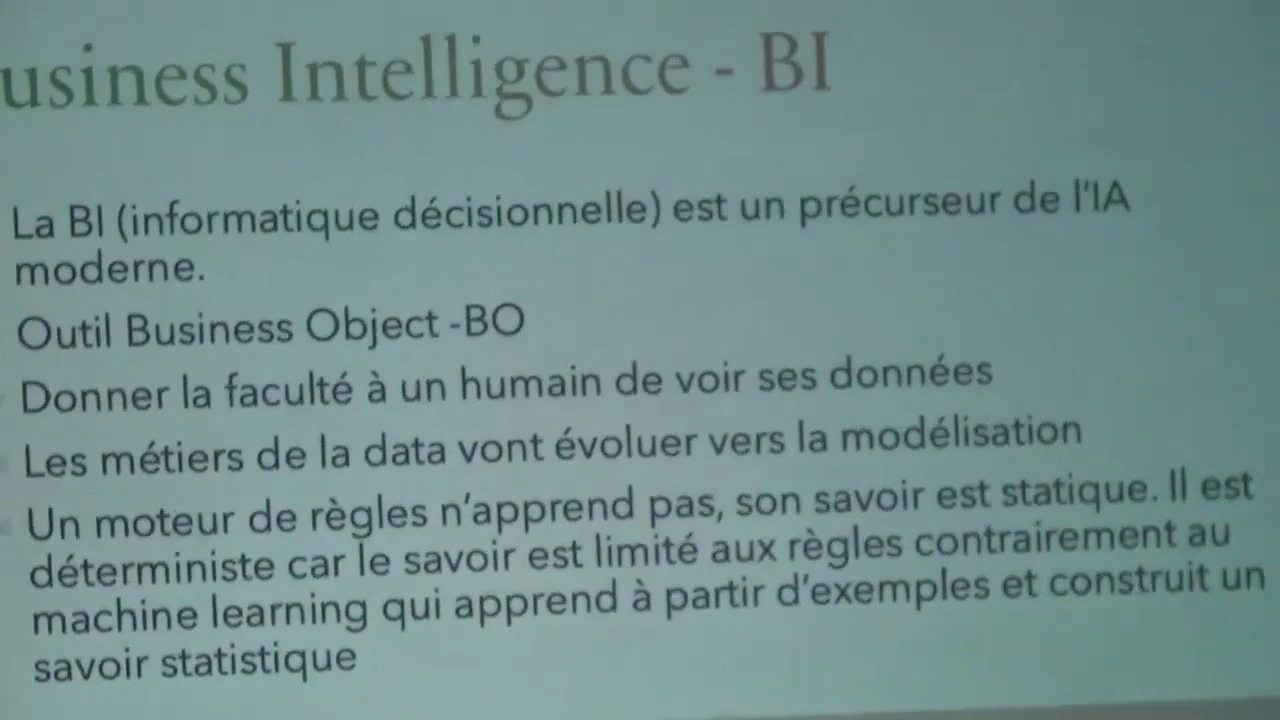 usiness Intelligence - BI
La BI (informatique décisionnelle) est un précurseur de l'IA
moderne.
Outil Business Object -BO
Donner la faculté à un humain de voir ses données
Les métiers de la data vont évoluer vers la modélisation
Un moteur de règles n'apprend pas, son savoir est statique. Il est
déterministe car le savoir est limité aux règles contrairement au
machine learning qui apprend à partir d'exemples et construit un
savoir statistique